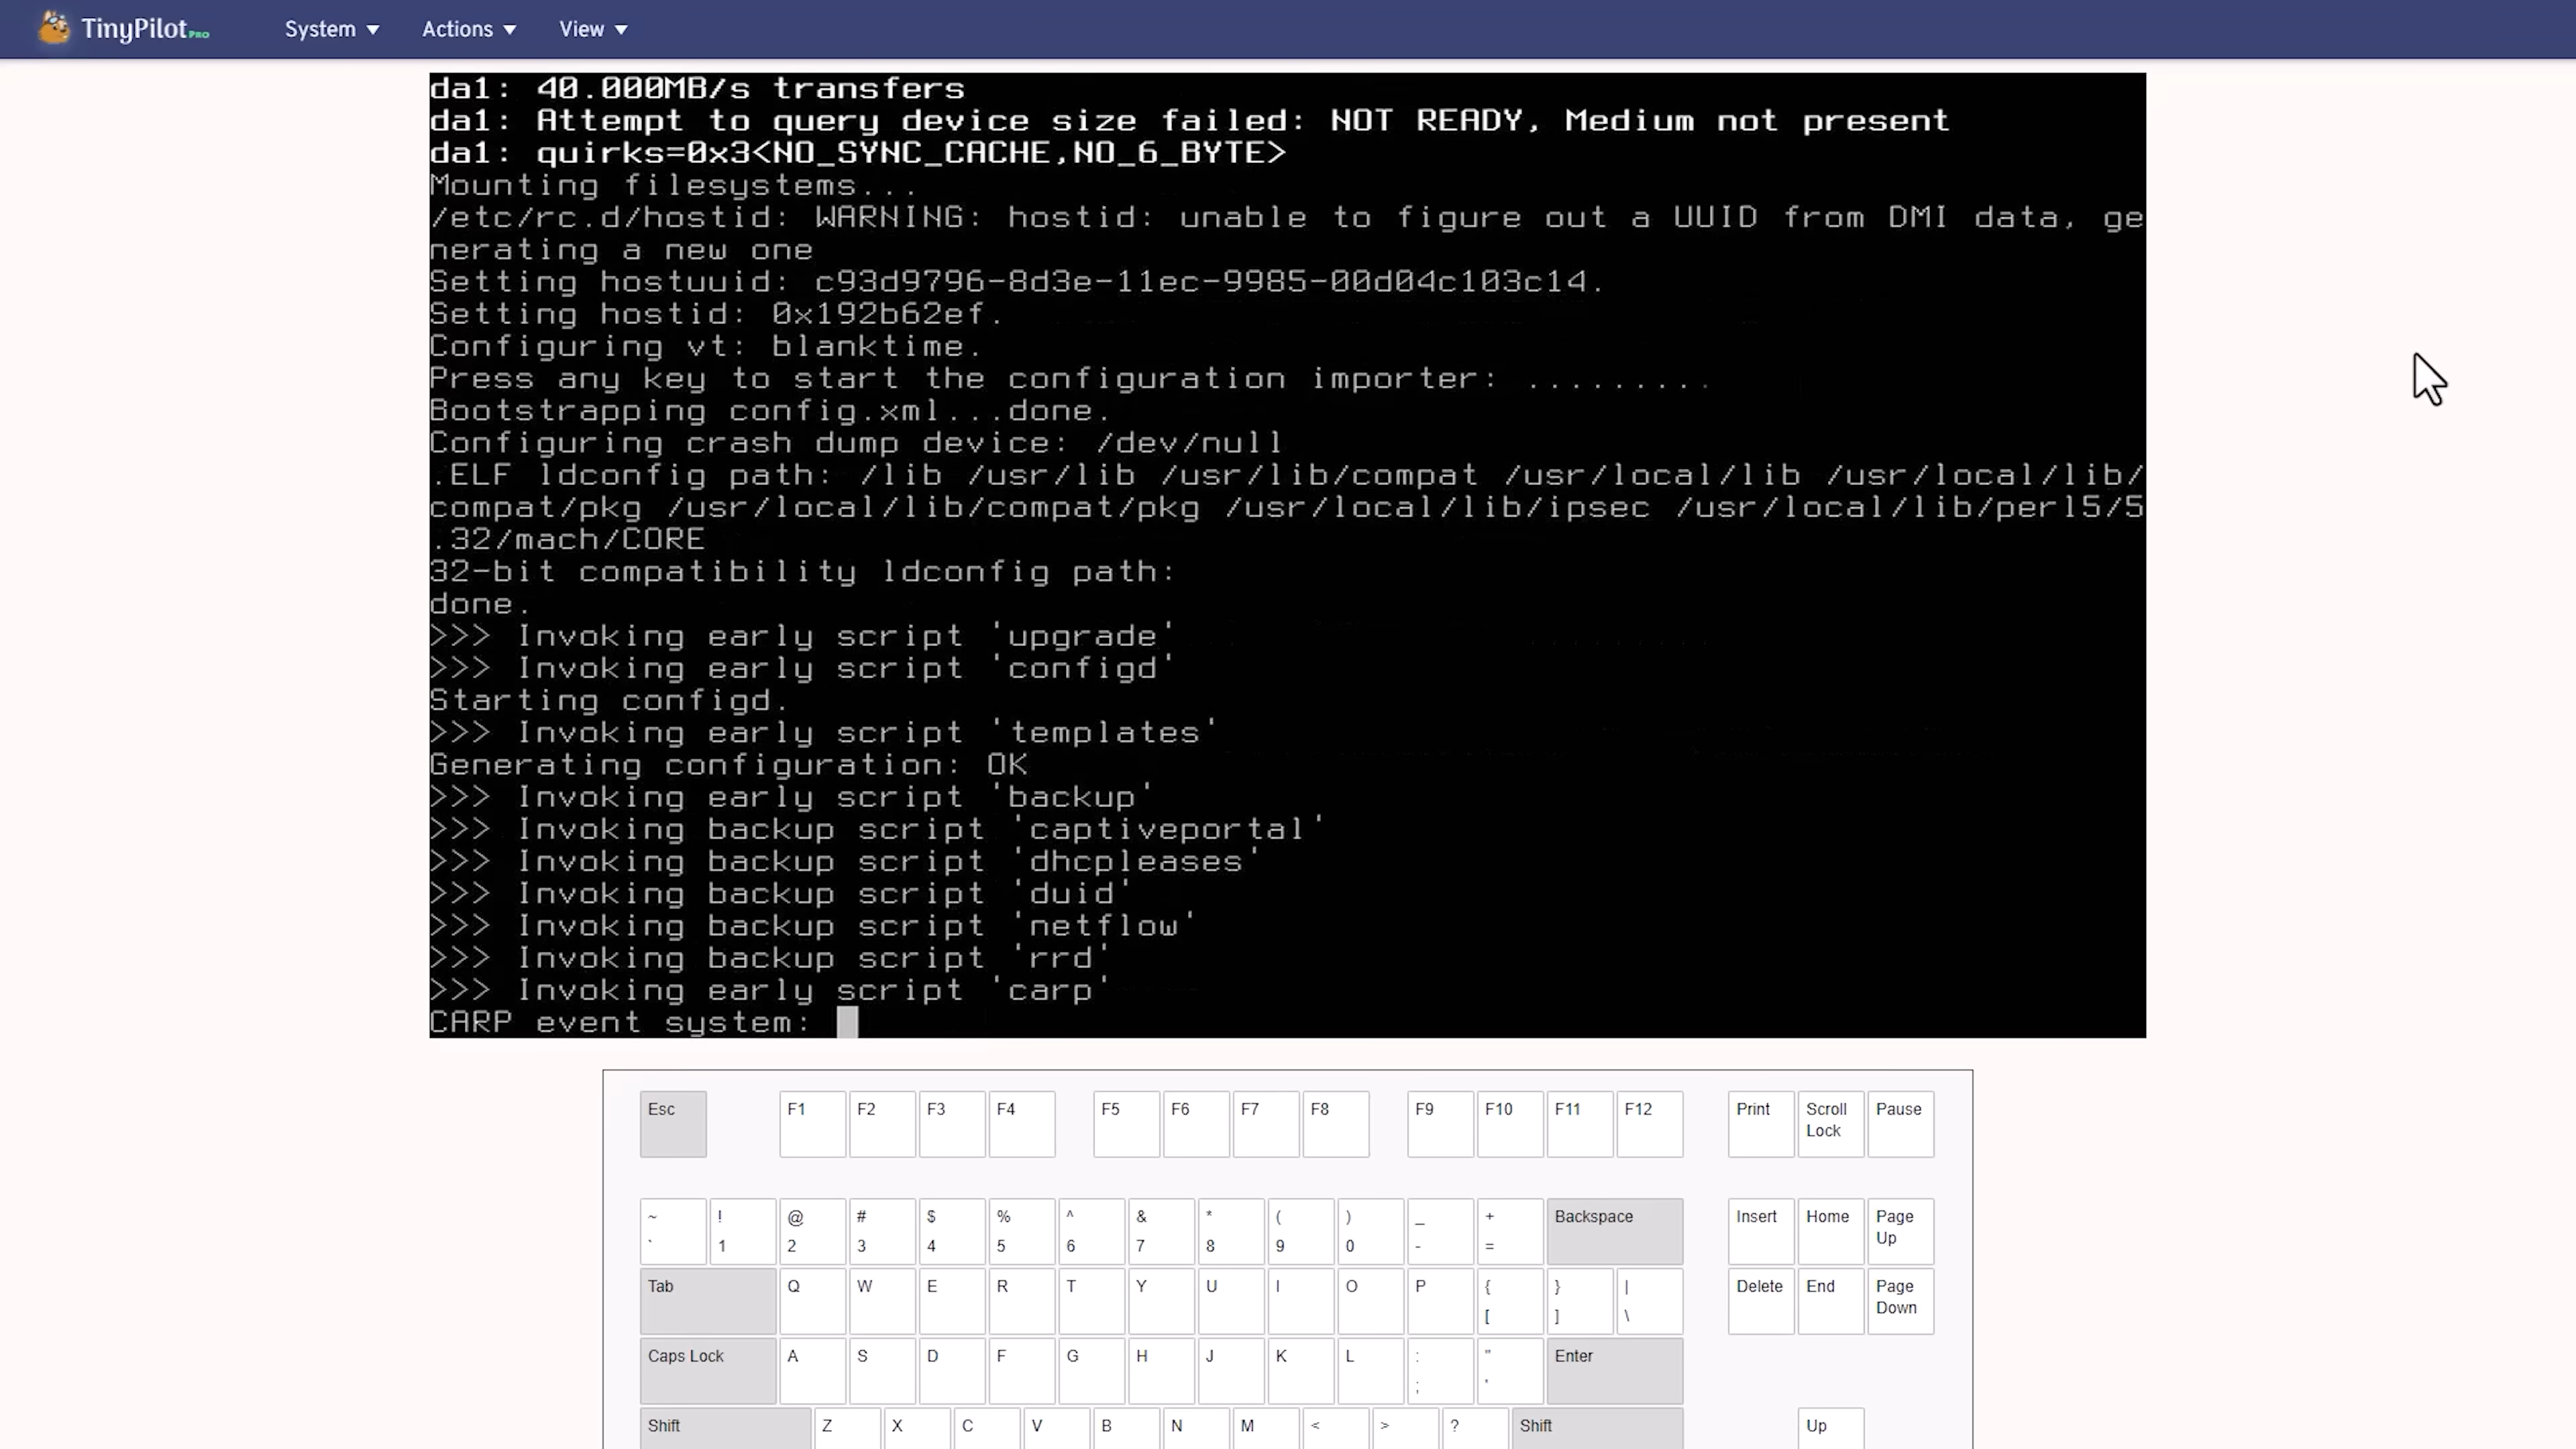 TinyPilot PRO
System ▼ Actions ▼ View ▼
da1: 40.000MB/s transfers
da1: Attempt to query device size failed: NOT READY, Medium not present
da1: quirks=0x3<NO_SYNC_CACHE,NO_6_BYTE>
Mounting filesystems...
/etc/rc.d/hostid: WARNING: hostid: unable to figure out a UUID from DMI data, ge
nerating a new one
Setting hostuuid: c93d9796-8d3e-11ec-9985-00d04c103c14.
Setting hostid: 0x192b62ef.
Configuring vt: blanktime.
Press any key to start the configuration importer: .........
Bootstrapping config.xml...done.
Configuring crash dump device: /dev/null
.ELF ldconfig path: /lib /usr/lib /usr/lib/compat /usr/local/lib /usr/local/lib/
compat/pkg /usr/local/lib/compat/pkg /usr/local/lib/ipsec /usr/local/lib/perl5/5
.32/mach/CORE
32-bit compatibility ldconfig path:
done.
>>> Invoking early script 'upgrade'
>>> Invoking early script 'configd'
Starting configd.
>>> Invoking early script 'templates'
Generating configuration: OK
>>> Invoking early script 'backup'
>>> Invoking backup script 'captiveportal'
>>> Invoking backup script 'dhcpleases'
>>> Invoking backup script 'duid'
>>> Invoking backup script 'netflow'
>>> Invoking backup script 'rrd'
>>> Invoking early script 'carp'
CARP event system:
Esc F1 F2 F3 F4 F5 F6 F7 F8 F9 F10 F11 F12 Print Scroll Pause
Lock
~ ! @ # $ % ^ & * ( ) _ + Backspace Insert Home Page
` 1 2 3 4 5 6 7 8 9 0 - = Up
Tab Q W E R T Y U I O P { } | Delete End Page
[ ] \ Down
Caps Lock A S D F G H J K L : " Enter
; '
Shift Z X C V B N M < > ? Shift Up